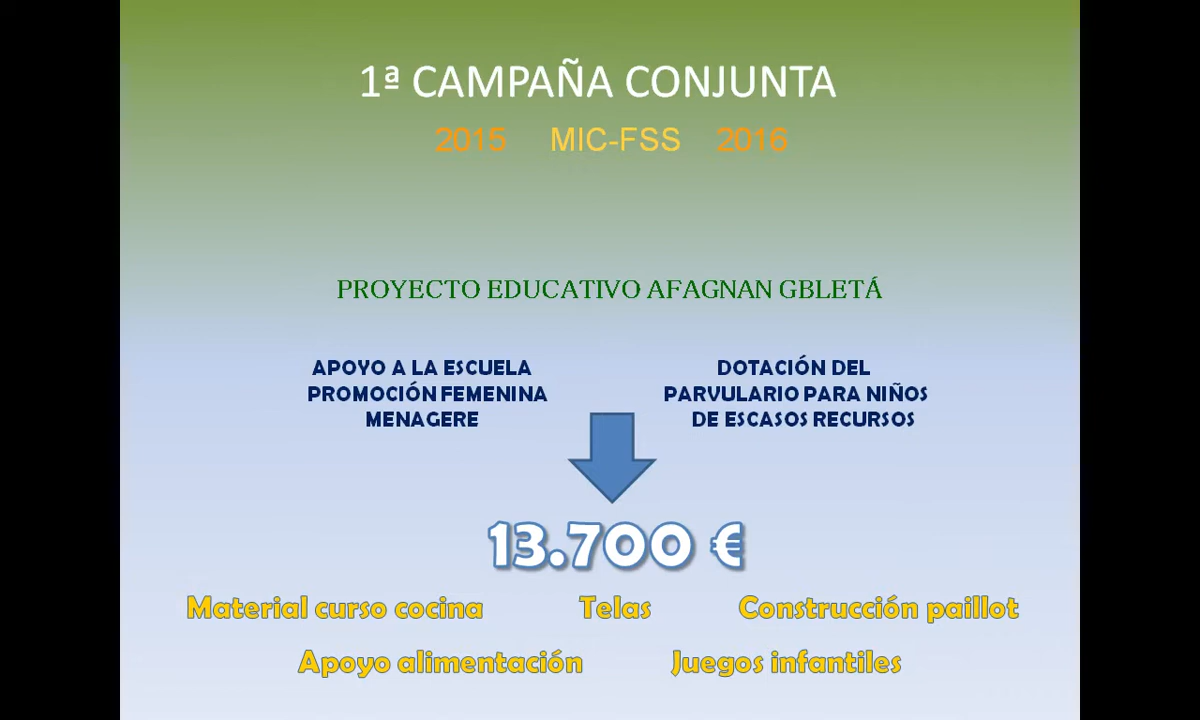 1ª CAMPAÑA CONJUNTA
2015 MIC-FSS 2016
PROYECTO EDUCATIVO AFAGNAN GBLETÁ
APOYO A LA ESCUELA
PROMOCIÓN FEMENINA
MENAGERE
DOTACIÓN DEL
PARVULARIO PARA NIÑOS
DE ESCASOS RECURSOS
13.700 €
Material curso cocina Telas Construcción paillot
Apoyo alimentación Juegos infantiles